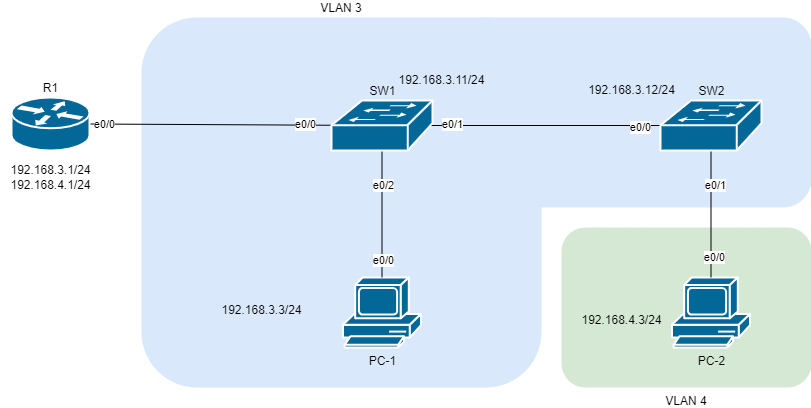 VLAN 3
R1
SW1
192.168.3.11/24
192.168.3.12/24
SW2
e0/0
e0/0
e0/1
e0/0
192.168.3.1/24
192.168.4.1/24
e0/2
e0/1
e0/0
e0/0
192.168.3.3/24
192.168.4.3/24
PC-1
PC-2
VLAN 4